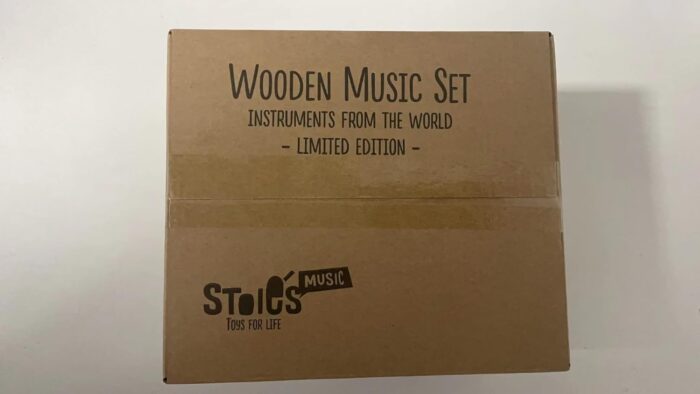 WOODEN MUSIC SET
INSTRUMENTS FROM THE WORLD
- LIMITED EDITION -
Stoie's MUSIC
TOYS FOR LIFE